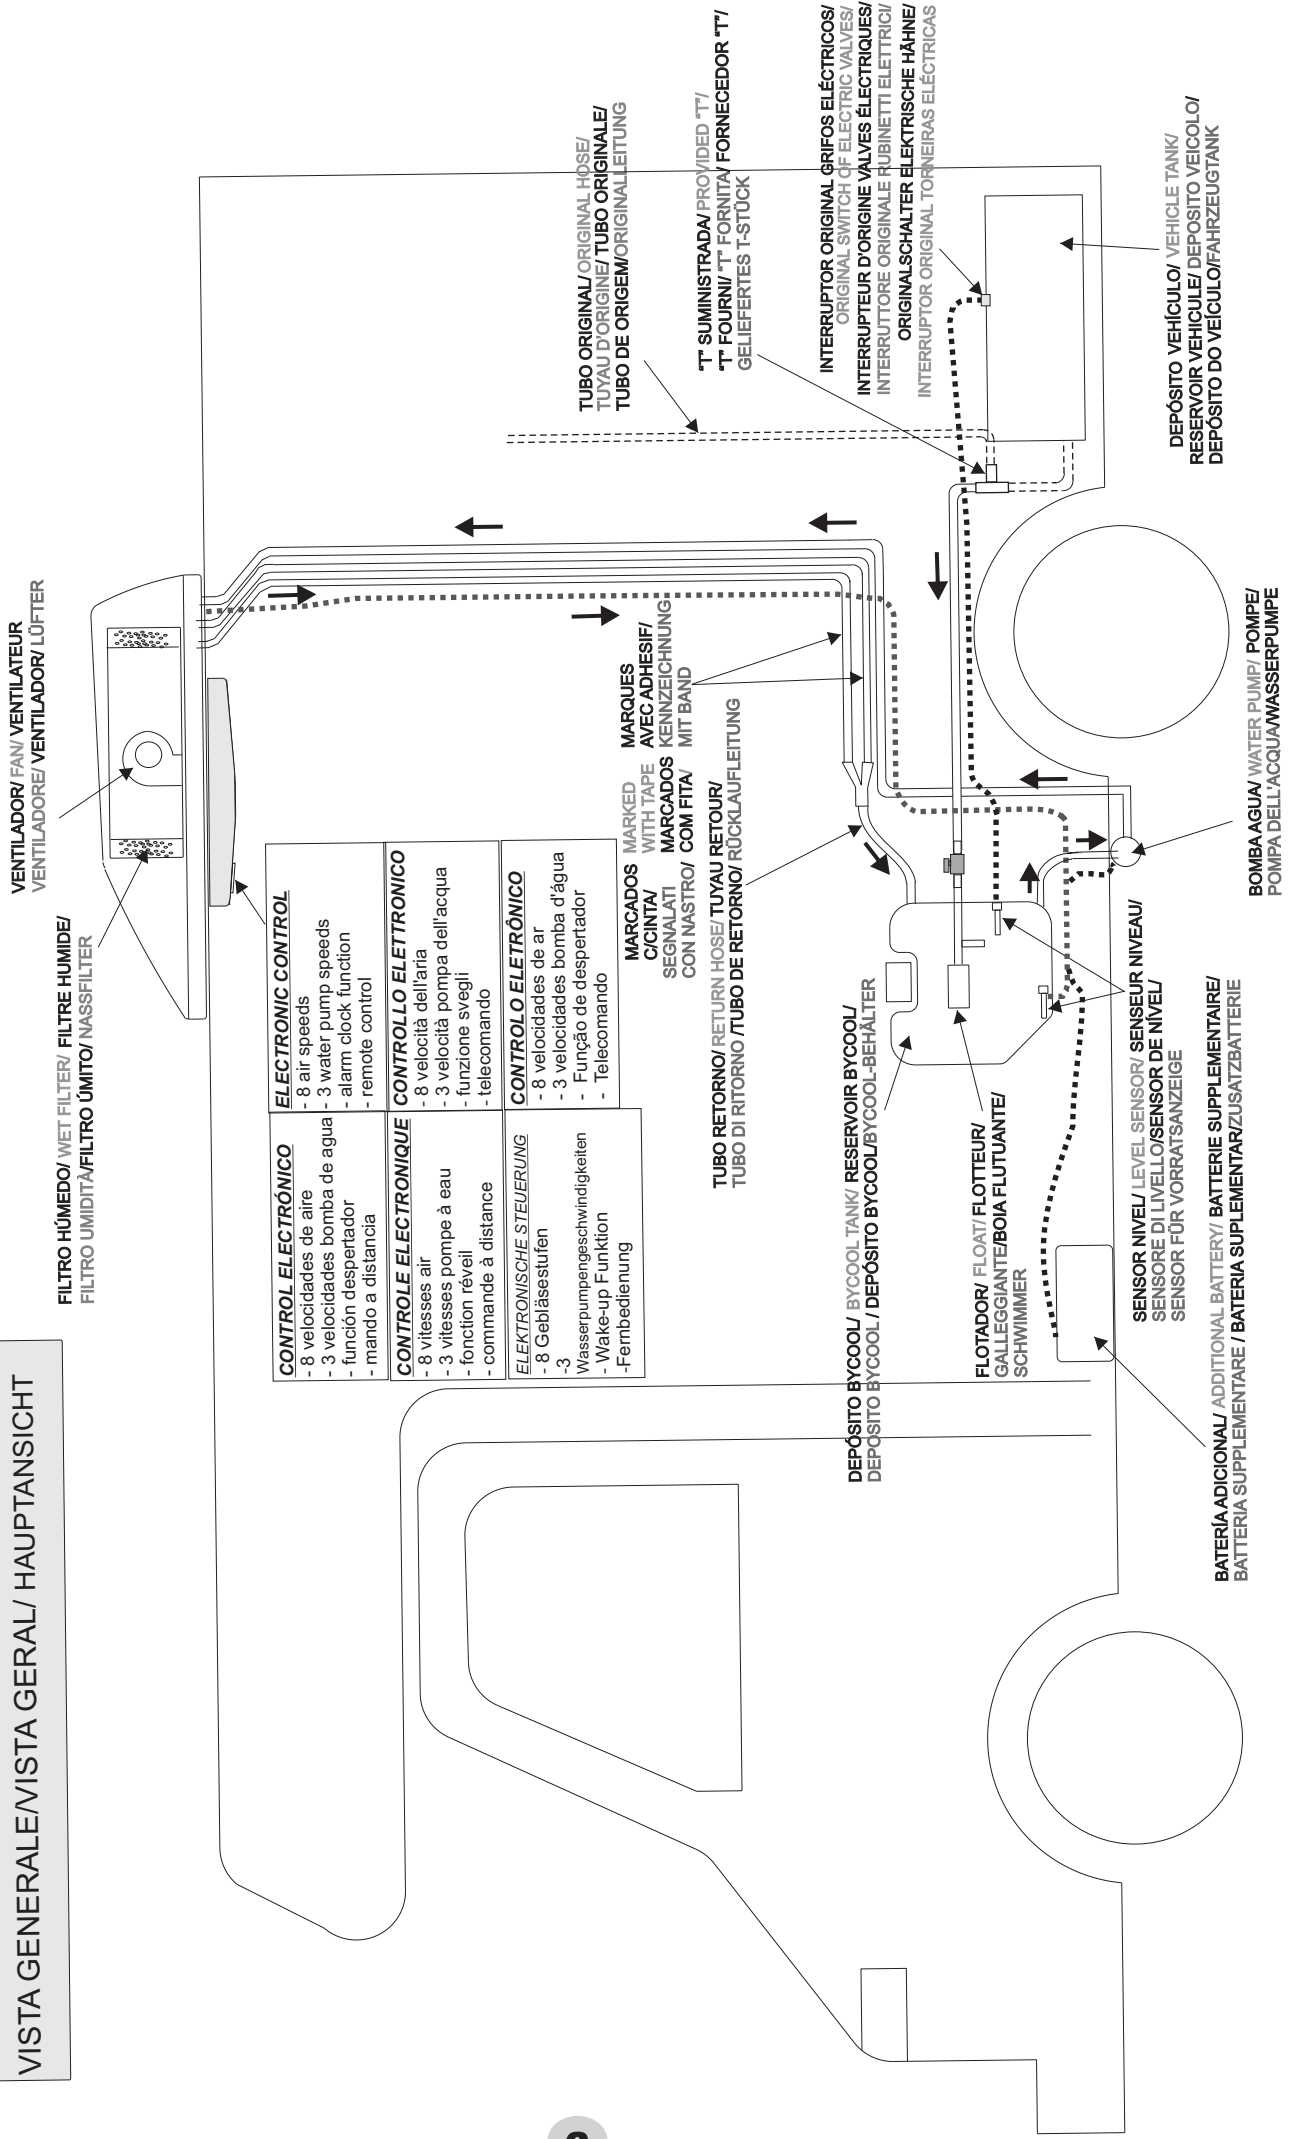 VISTA GENERALE/VISTA GERAL/ HAUPTANSICHT
FILTRO HÚMEDO/ WET FILTER/ FILTRE HUMIDE/
FILTRO UMIDITÀ/FILTRO ÚMITO/ NASSFILTER
VENTILADOR/ FAN/ VENTILATEUR
VENTILADORE/ VENTILADOR/ LÜFTER
CONTROL ELECTRÓNICO
- 8 velocidades de aire
- 3 velocidades bomba de agua
- función despertador
- mando a distancia
ELECTRONIC CONTROL
- 8 air speeds
- 3 water pump speeds
- alarm clock function
- remote control
CONTROLE ELECTRONIQUE
- 8 vitesses air
- 3 vitesses pompe à eau
- fonction réveil
- commande à distance
CONTROLLO ELETTRONICO
- 8 velocità dell'aria
- 3 velocità pompa dell'acqua
- funzione svegli
- telecomando
ELEKTRONISCHE STEUERUNG
- 8 Gebläsestufen
-3
Wasserpumpengeschwindigkeiten
- Wake-up Funktion
-Fernbedienung
CONTROLO ELETRÔNICO
- 8 velocidades de ar
- 3 velocidades bomba d'água
- Função de despertador
- Telecomando
TUBO ORIGINAL/ ORIGINAL HOSE/
TUYAU D'ORIGINE/ TUBO ORIGINALE/
TUBO DE ORIGEM/ORIGINALLEITUNG
"T" SUMINISTRADA/ PROVIDED "T"/
"T" FOURNI/ "T" FORNITA/ FORNECEDOR "T"/
GELIEFERTES T-STÜCK
INTERRUPTOR ORIGINAL GRIFOS ELÉCTRICOS/
ORIGINAL SWITCH OF ELECTRIC VALVES/
INTERRUPTEUR D'ORIGINE VALVES ÉLECTRIQUES/
INTERRUTTORE ORIGINALE RUBINETTI ELETTRICI/
ORIGINALSCHALTER ELEKTRISCHE HÄHNE/
INTERRUPTOR ORIGINAL TORNEIRAS ELÉCTRICAS
MARCADOS
C/CINTA/
SEGNALATI
CON NASTRO/
MARKED
WITH TAPE
MARCADOS
COM FITA/
MARQUES
AVEC ADHESIF/
KENNZEICHNUNG
MIT BAND
TUBO RETORNO/ RETURN HOSE/ TUYAU RETOUR/
TUBO DI RITORNO /TUBO DE RETORNO/ RÜCKLAUFLEITUNG
DEPÓSITO BYCOOL/ BYCOOL TANK/ RESERVOIR BYCOOL/
DEPOSITO BYCOOL / DEPÓSITO BYCOOL/BYCOOL-BEHÄLTER
FLOTADOR/ FLOAT/ FLOTTEUR/
GALLEGGIANTE/BOIA FLUTUANTE/
SCHWIMMER
SENSOR NIVEL/ LEVEL SENSOR/ SENSEUR NIVEAU/
SENSORE DI LIVELLO/SENSOR DE NÍVEL/
SENSOR FÜR VORRATSANZEIGE
BATERÍA ADICIONAL/ ADDITIONAL BATTERY/ BATTERIE SUPPLEMENTAIRE/
BATTERIA SUPPLEMENTARE / BATERIA SUPLEMENTAR/ZUSATZBATTERIE
BOMBA AGUA/ WATER PUMP/ POMPE/
POMPA DELL'ACQUA/WASSERPUMPE
DEPÓSITO VEHÍCULO/ VEHICLE TANK/
RESERVOIR VEHICULE/ DEPOSITO VEICOLO/
DEPÓSITO DO VEÍCULO/FAHRZEUGTANK